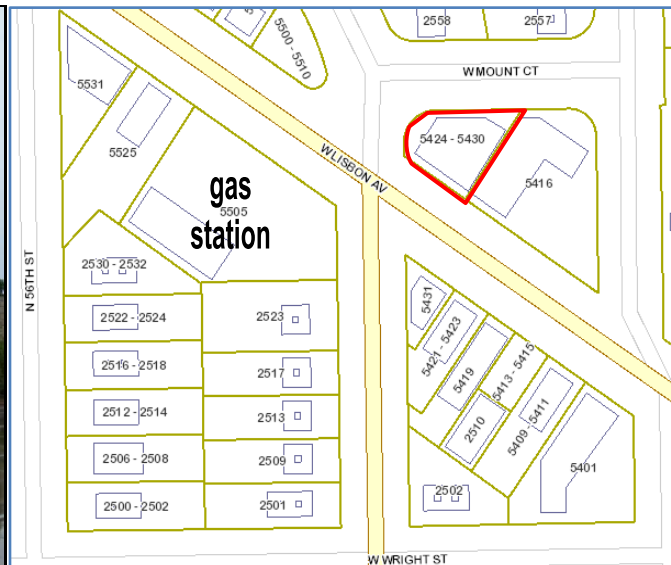 2558
2557
5500 - 5510
W MOUNT CT
5531
5525
5424 - 5430
5416
W LISBON AV
gas
5505
station
N 56TH ST
2530 - 2532
2522 - 2524
2523
5431
5421 - 5423
2516 - 2518
2517
5419
5413 - 5415
2512 - 2514
2513
2510
5409 - 5411
2506 - 2508
2509
5401
2500 - 2502
2501
2502
W WRIGHT ST